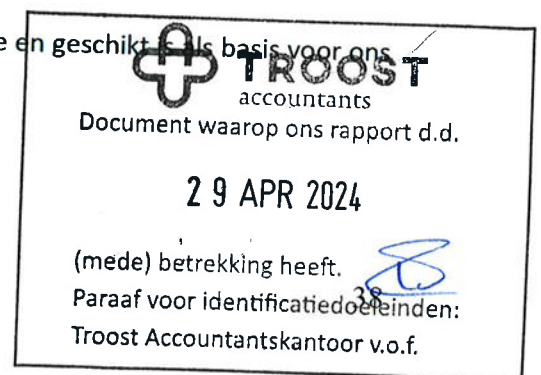 e en geschikt is als basis voor ons
TROOST
accountants
Document waarop ons rapport d.d.
29 APR 2024
(mede) betrekking heeft.
38
Paraaf voor identificatiedoeleinden:
Troost Accountantskantoor v.o.f.